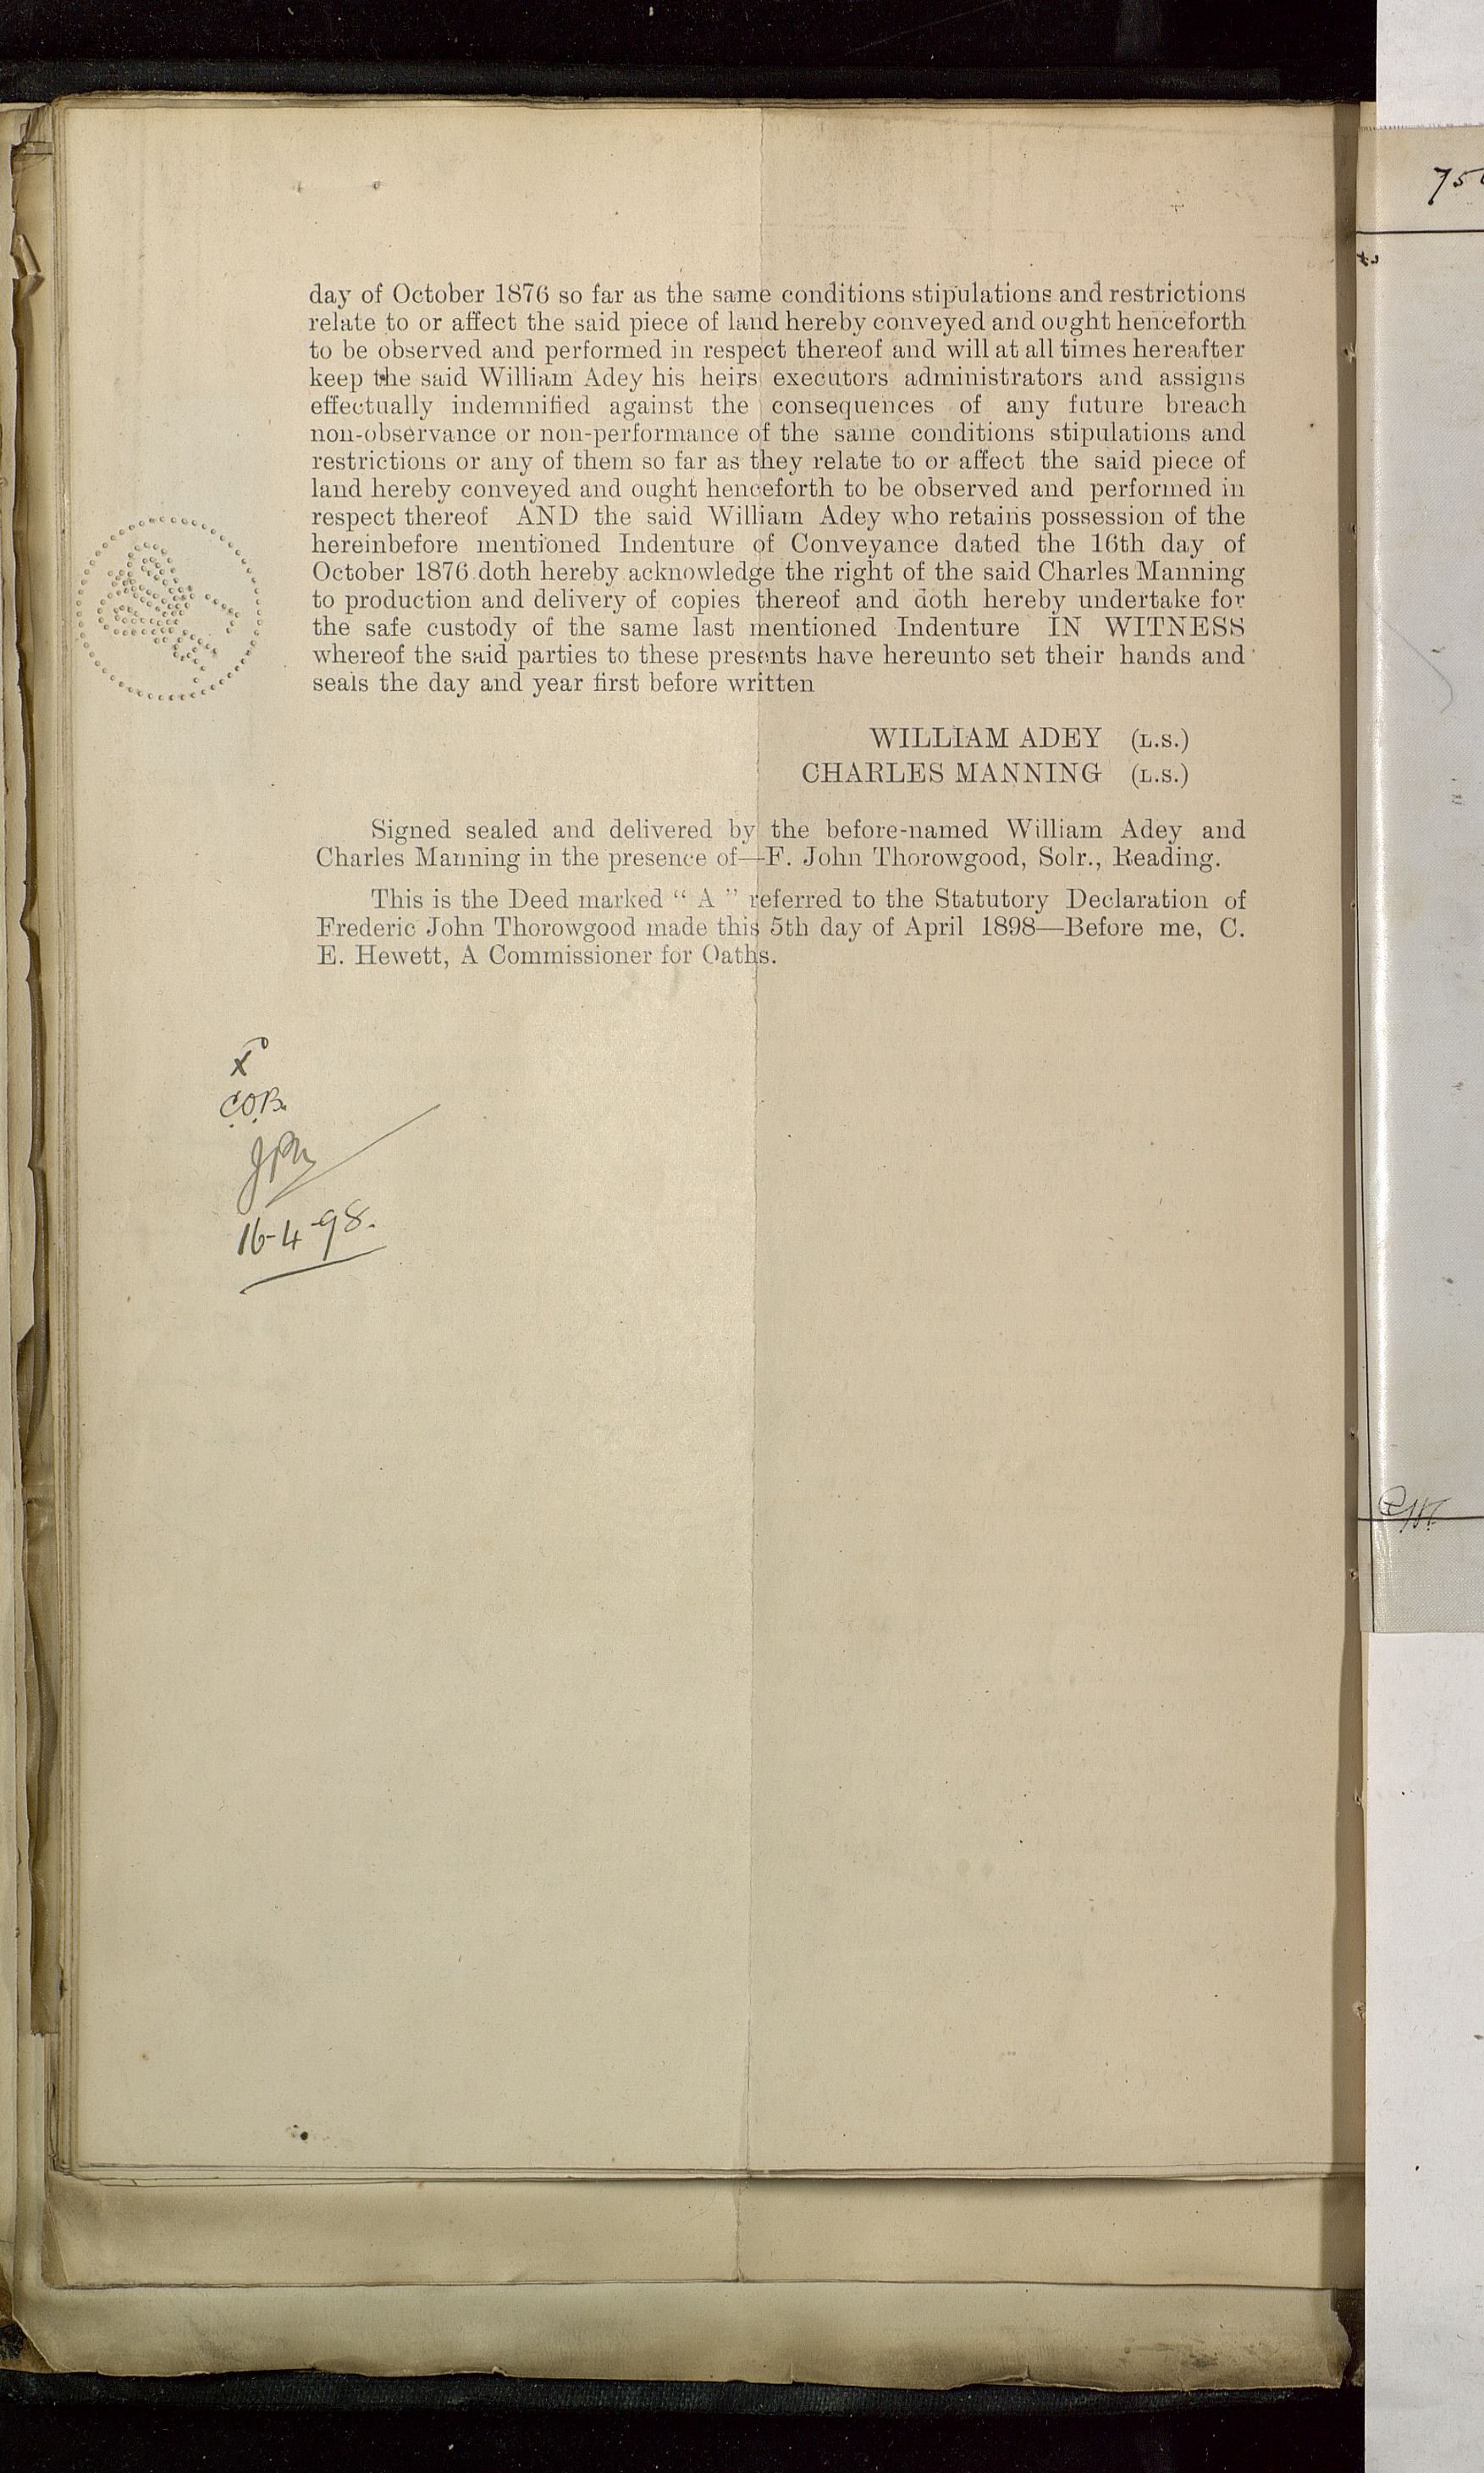 day of October 1876 so far as the same conditions stipulations and restrictions
relate to or affect the said piece of land hereby conveyed and ought henceforth
to be observed and performed in respect thereof and will at all times hereafter
keep the said William Adey his heirs executors administrators and assigns
effectually indemnified against the consequences of any future breach
non-observance or non-performance of the same conditions stipulations and
restrictions or any of them so far as they relate to or affect the said piece of
land hereby conveyed and ought henceforth to be observed and performed in
respect thereof AND the said William Adey who retains possession of the
hereinbefore mentioned Indenture of Conveyance dated the 16th day of
October 1876 doth hereby acknowledge the right of the said Charles Manning
to production and delivery of copies thereof and doth hereby undertake for
the safe custody of the same last mentioned Indenture IN WITNESS
whereof the said parties to these presents have hereunto set their hands and
seals the day and year first before written
WILLIAM ADEY (L.S.)
CHARLES MANNING (L.S.)
Signed sealed and delivered by the before-named William Adey and
Charles Manning in the presence of—F. John Thorowgood, Solr., Reading.
This is the Deed marked “ A ” referred to the Statutory Declaration of
Frederic John Thorowgood made this 5th day of April 1898—Before me, C.
E. Hewett, A Commissioner for Oaths.
C.O.B.
16-4-98.